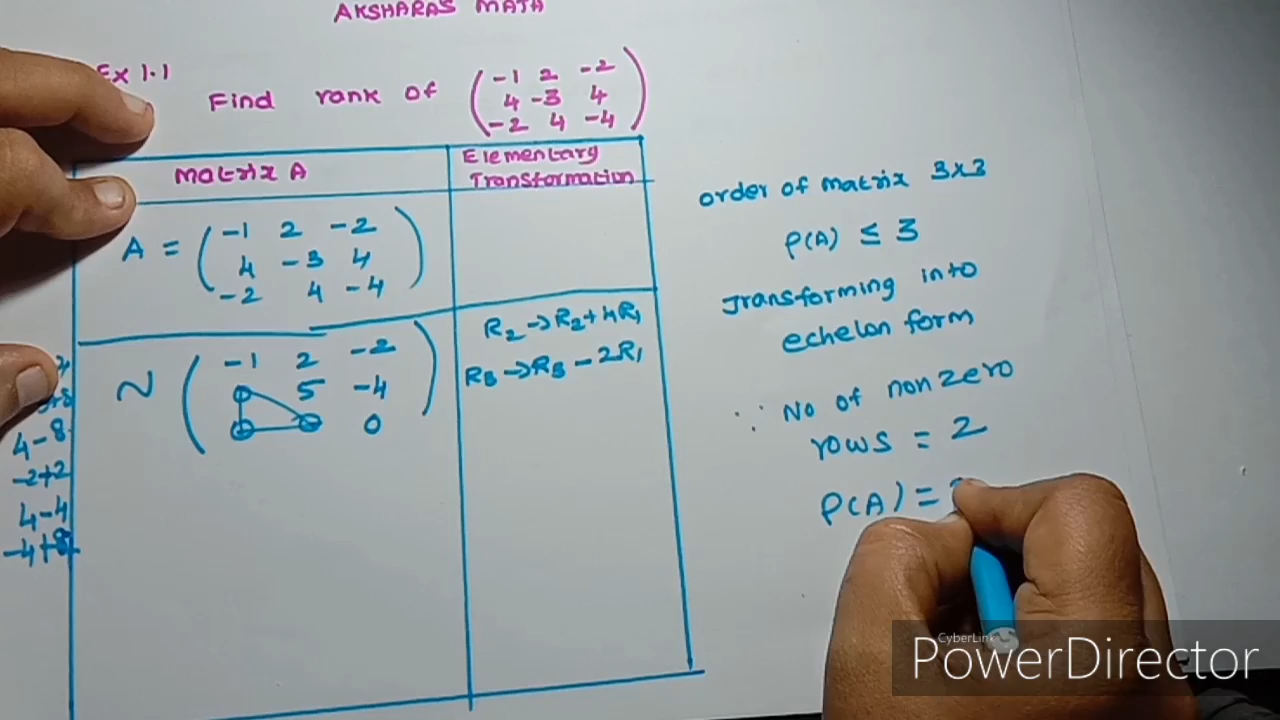 AKSHARAS MATH
Ex 1.1
Find rank of
-1 2 -2
4 -3 4
-2 4 -4
Matrix A
Elementary
Transformation
A =
-1 2 -2
4 -3 4
-2 4 -4
~
-1 2 -2
0 5 -4
0 0 0
R2→R2+4R1
R3→R3-2R1
4-8
-2+2
4-4
-4+8
order of matrix 3x3
ρ(A) ≤ 3
Transforming into
echelon form
∴ No of non zero
rows = 2
ρ(A) =
CyberLink
PowerDirector